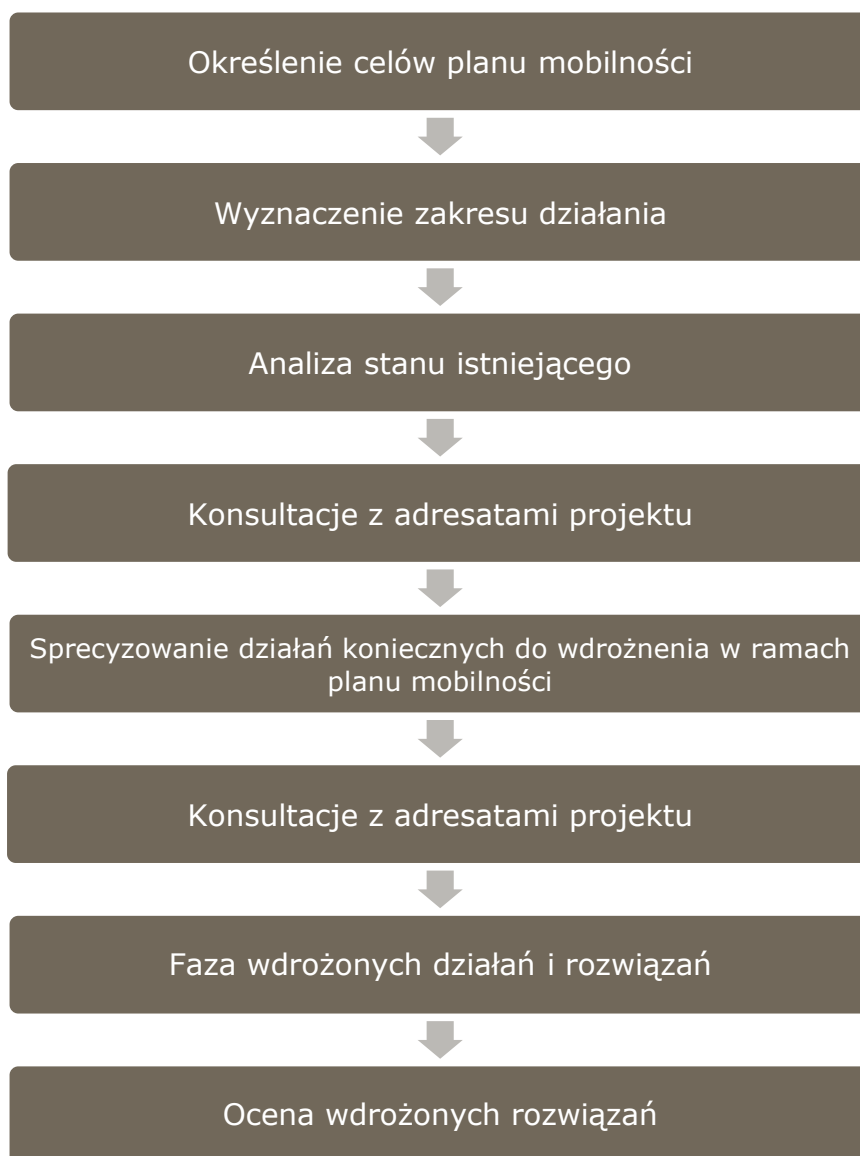 Określenie celów planu mobilności
Wyznaczenie zakresu działania
Analiza stanu istniejącego
Konsultacje z adresatami projektu
Sprecyzowanie działań koniecznych do wdrożnenia w ramach
planu mobilności
Konsultacje z adresatami projektu
Faza wdrożonych działań i rozwiązań
Ocena wdrożonych rozwiązań